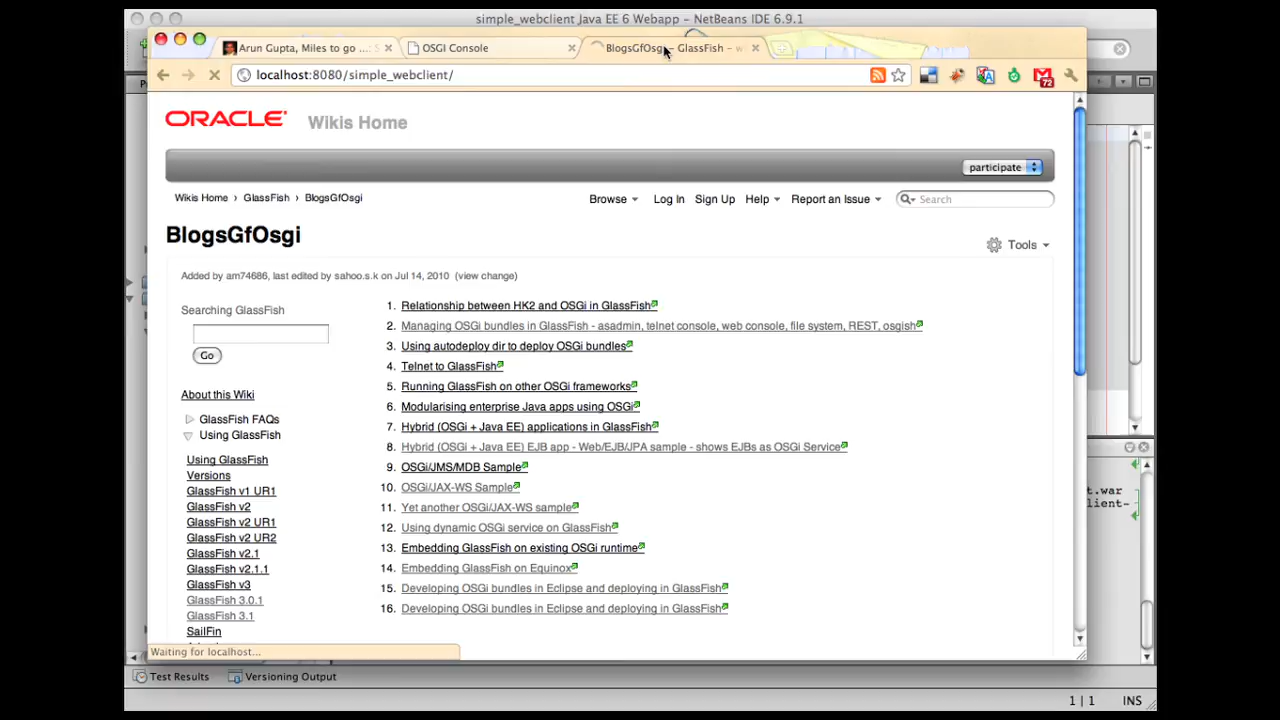 simple_webclient Java EE 6 Webapp – NetBeans IDE 6.9.1
Arun Gupta, Miles to go ...:
OSGI Console
BlogsGfOsgi – GlassFish –
localhost:8080/simple_webclient/
72
ORACLE Wikis Home
participate
Wikis Home › GlassFish › BlogsGfOsgi
Browse Log In Sign Up Help Report an Issue Search
BlogsGfOsgi
Tools
Added by am74686, last edited by sahoo.s.k on Jul 14, 2010 (view change)
Searching GlassFish
Go
About this Wiki
GlassFish FAQs
Using GlassFish
Using GlassFish
Versions
GlassFish v1 UR1
GlassFish v2
GlassFish v2 UR1
GlassFish v2 UR2
GlassFish v2.1
GlassFish v2.1.1
GlassFish v3
GlassFish 3.0.1
GlassFish 3.1
SailFin
1. Relationship between HK2 and OSGi in GlassFish
2. Managing OSGi bundles in GlassFish - asadmin, telnet console, web console, file system, REST, osgish
3. Using autodeploy dir to deploy OSGi bundles
4. Telnet to GlassFish
5. Running GlassFish on other OSGi frameworks
6. Modularising enterprise Java apps using OSGi
7. Hybrid (OSGi + Java EE) applications in GlassFish
8. Hybrid (OSGi + Java EE) EJB app - Web/EJB/JPA sample - shows EJBs as OSGi Service
9. OSGi/JMS/MDB Sample
10. OSGi/JAX-WS Sample
11. Yet another OSGi/JAX-WS sample
12. Using dynamic OSGi service on GlassFish
13. Embedding GlassFish on existing OSGi runtime
14. Embedding GlassFish on Equinox
15. Developing OSGi bundles in Eclipse and deploying in GlassFish
16. Developing OSGi bundles in Eclipse and deploying in GlassFish
t.war
lient-
Waiting for localhost...
Test Results Versioning Output
1 | 1 INS